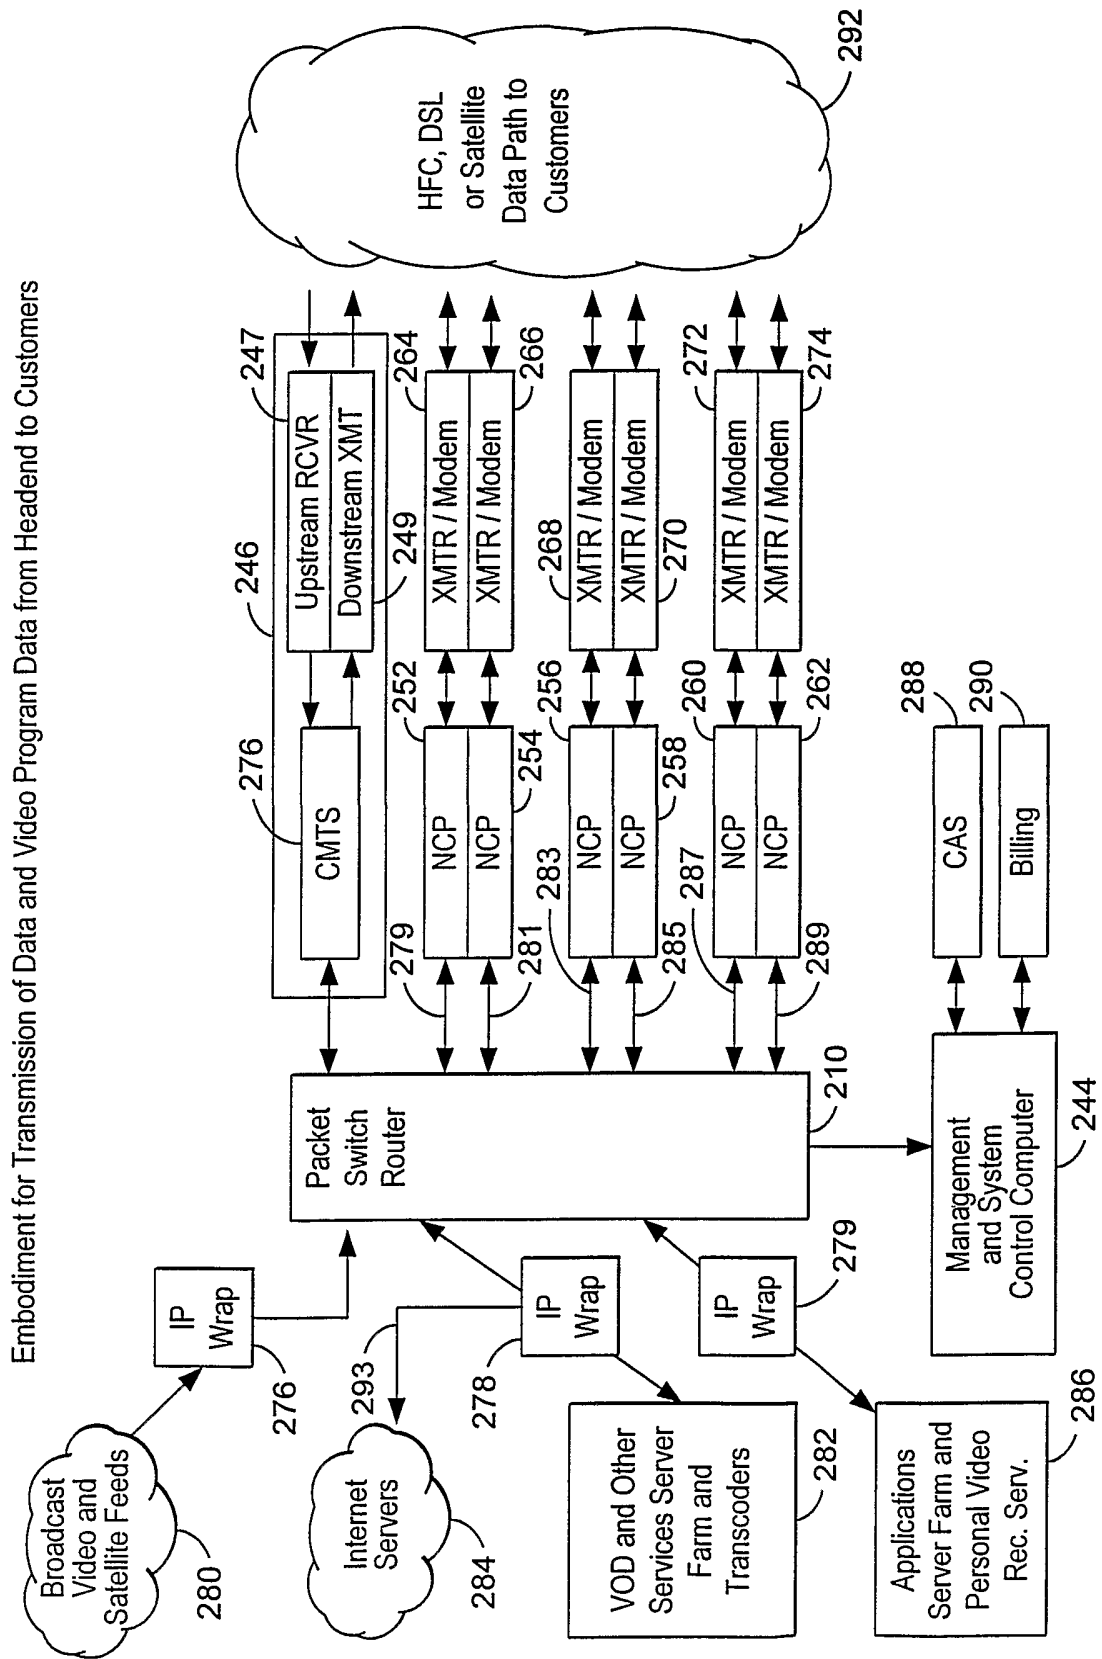 Embodiment for Transmission of Data and Video Program Data from Headend to Customers
Broadcast
Video and
Satellite Feeds
280
IP
Wrap
276
Internet
Servers
284
293
IP
Wrap
278
VOD and Other
Services Server
Farm and
Transcoders
282
IP
Wrap
279
Applications
Server Farm and
Personal Video
Rec. Serv.
286
Packet
Switch
Router
210
Management
and System
Control Computer
244
CAS
288
Billing
290
246
CMTS
276
Upstream RCVR
247
Downstream XMT
249
279
NCP
252
XMTR / Modem
264
281
NCP
254
XMTR / Modem
266
283
NCP
256
XMTR / Modem
268
285
NCP
258
XMTR / Modem
270
287
NCP
260
XMTR / Modem
272
289
NCP
262
XMTR / Modem
274
HFC, DSL
or Satellite
Data Path to
Customers
292